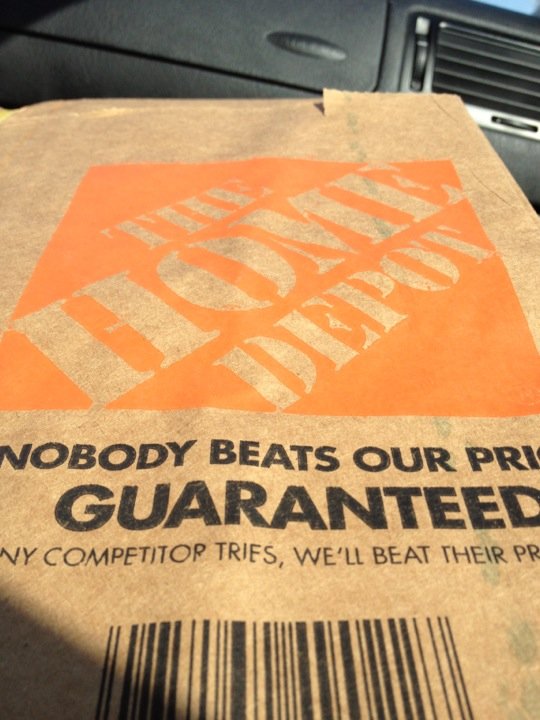 THE
HOME
DEPOT
NOBODY BEATS OUR PRI
GUARANTEED
NY COMPETITOR TRIES, WE'LL BEAT THEIR PR